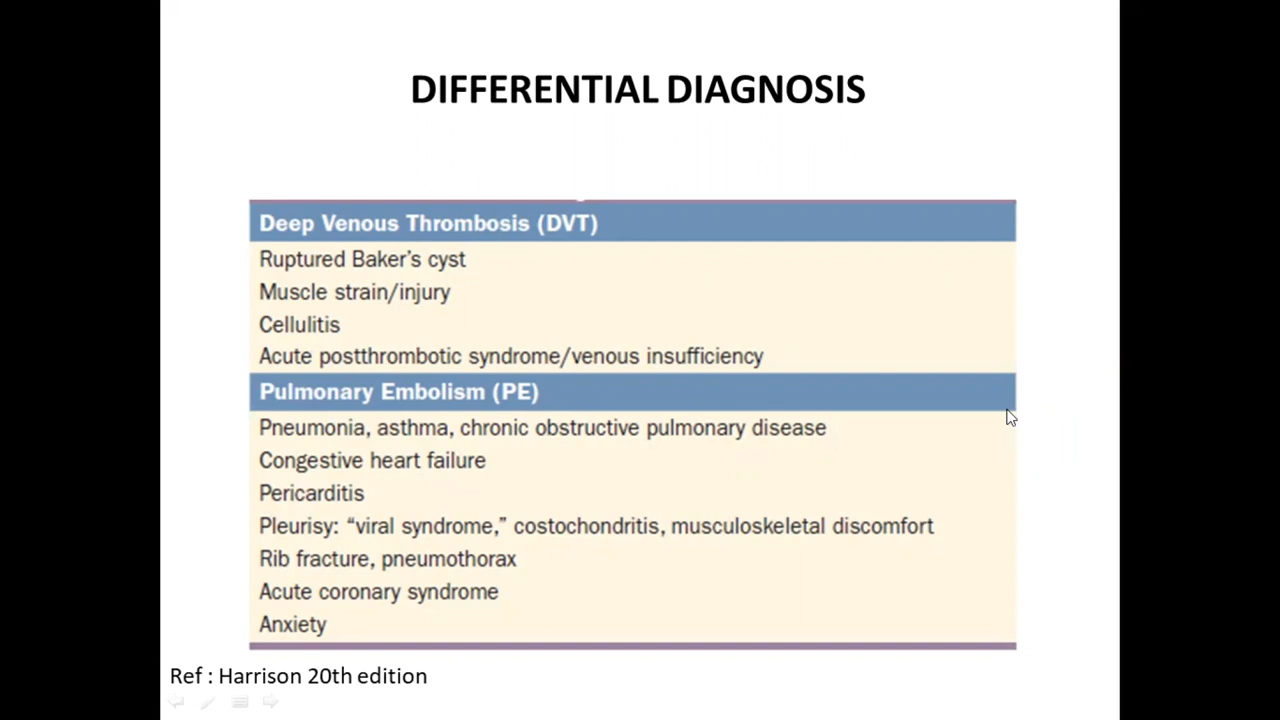 DIFFERENTIAL DIAGNOSIS
Deep Venous Thrombosis (DVT)
Ruptured Baker's cyst
Muscle strain/injury
Cellulitis
Acute postthrombotic syndrome/venous insufficiency
Pulmonary Embolism (PE)
Pneumonia, asthma, chronic obstructive pulmonary disease
Congestive heart failure
Pericarditis
Pleurisy: “viral syndrome,” costochondritis, musculoskeletal discomfort
Rib fracture, pneumothorax
Acute coronary syndrome
Anxiety
Ref : Harrison 20th edition